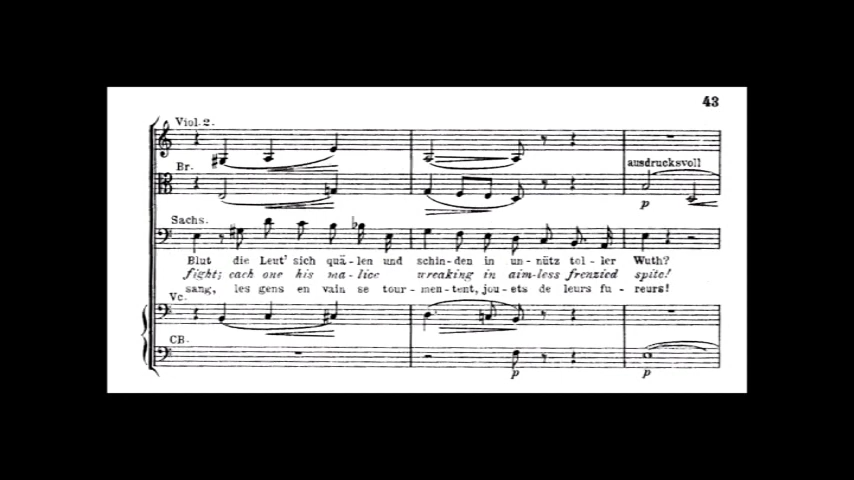 43
Viol. 2.
Br.
ausdrucksvoll
p
Sachs.
Blut die Leut' sich quä-len und schin-den in un-nütz tol-ler Wuth?
fight; each one his ma-lice wreaking in aim-less frenzied spite!
sang, les gens en vain se tour-men-tent, jou-ets de leurs fu-reurs!
Vc.
CB.
p p